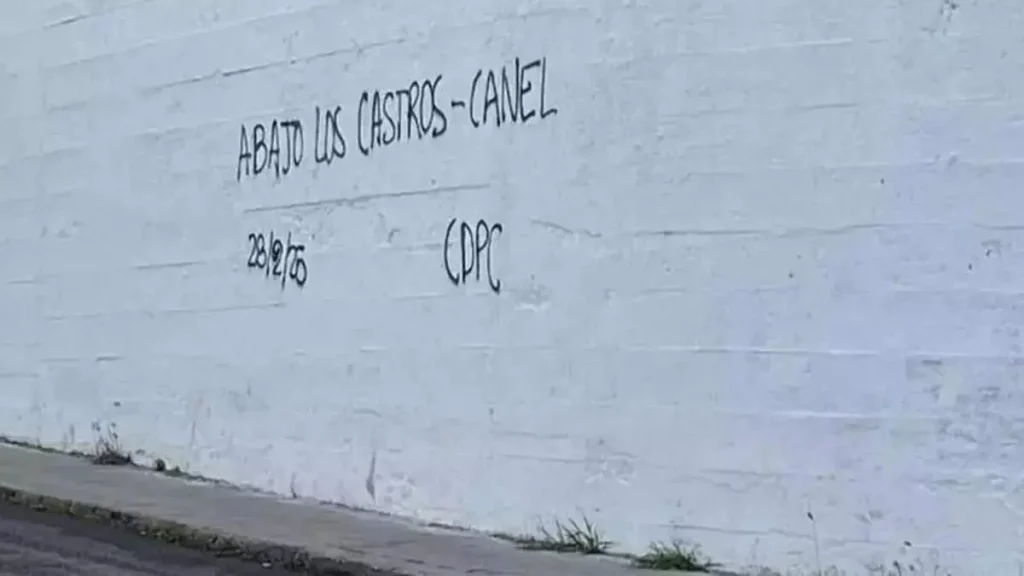 ABAJO LOS CASTROS-CANEL
28/12/25 CDPC